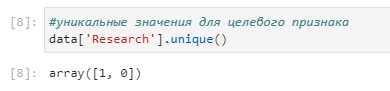 [8]: #уникальные значения для целевого признака
data['Research'].unique()
[8]: array([1, 0])